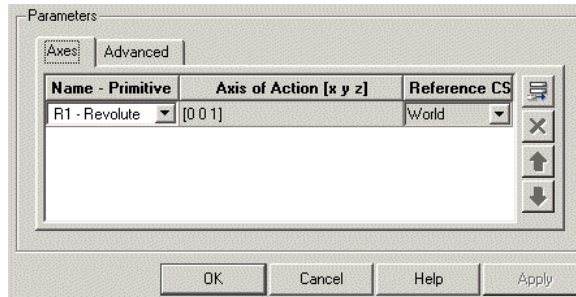 Parameters
Axes Advanced
Name - Primitive Axis of Action [x y z] Reference CS
R1 - Revolute [0 0 1] World
OK Cancel Help Apply